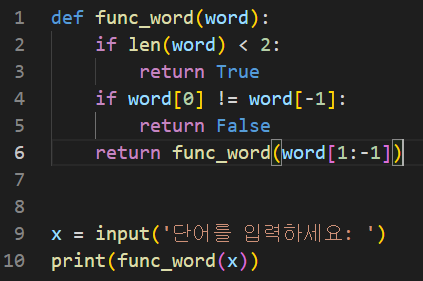 1 def func_word(word):
2     if len(word) < 2:
3         return True
4     if word[0] != word[-1]:
5         return False
6     return func_word(word[1:-1])
7
8
9 x = input('단어를 입력하세요: ')
10 print(func_word(x))